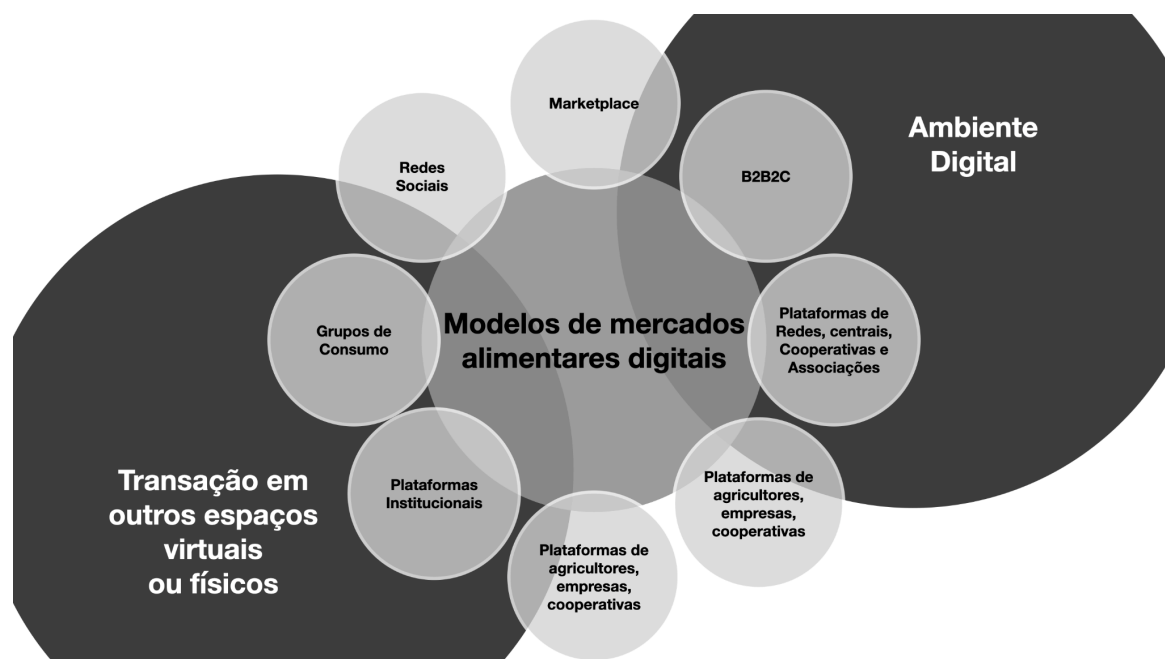 Marketplace
Ambiente
Digital
B2B2C
Redes
Sociais
Modelos de mercados
alimentares digitais
Grupos de
Consumo
Plataformas de
Redes, centrais,
Cooperativas e
Associações
Transação em
outros espaços
virtuais
ou físicos
Plataformas
Institucionais
Plataformas de
agricultores,
empresas,
cooperativas
Plataformas de
agricultores,
empresas,
cooperativas